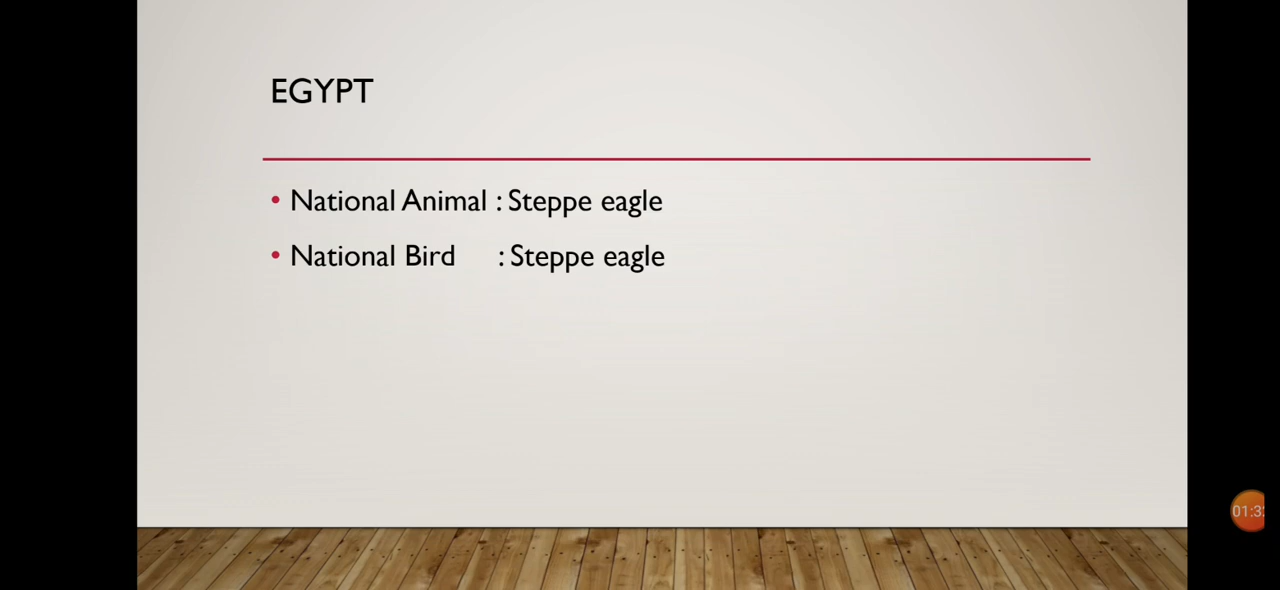 EGYPT
• National Animal : Steppe eagle
• National Bird : Steppe eagle